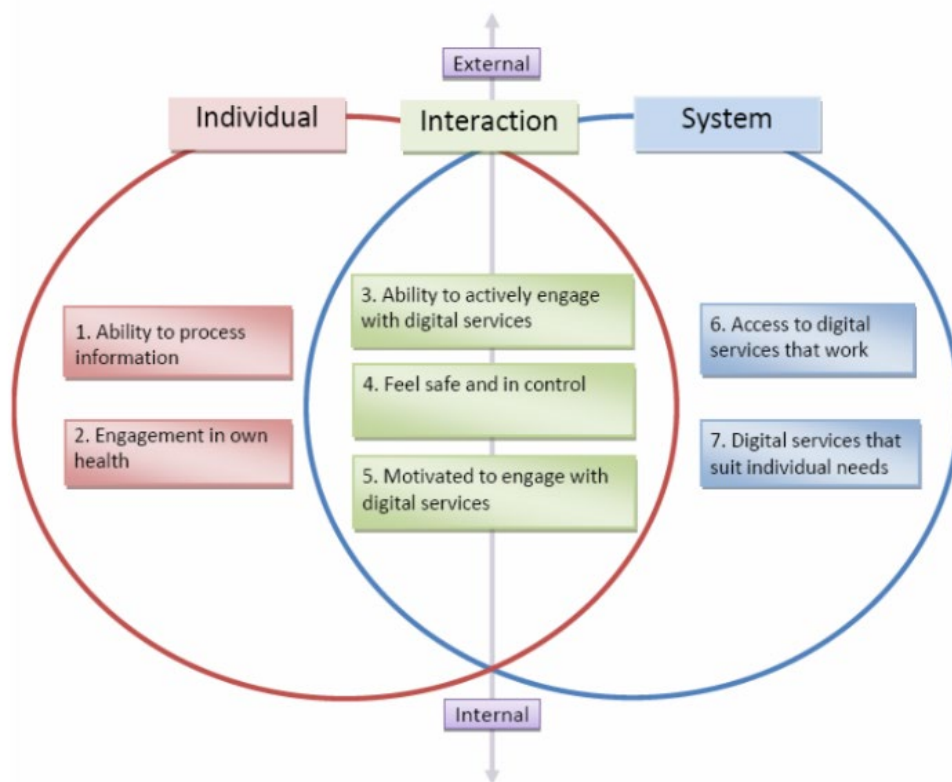 External
Individual
Interaction
System
3. Ability to actively engage
with digital services
1. Ability to process
information
6. Access to digital
services that work
4. Feel safe and in control
2. Engagement in own
health
7. Digital services that
suit individual needs
5. Motivated to engage with
digital services
Internal